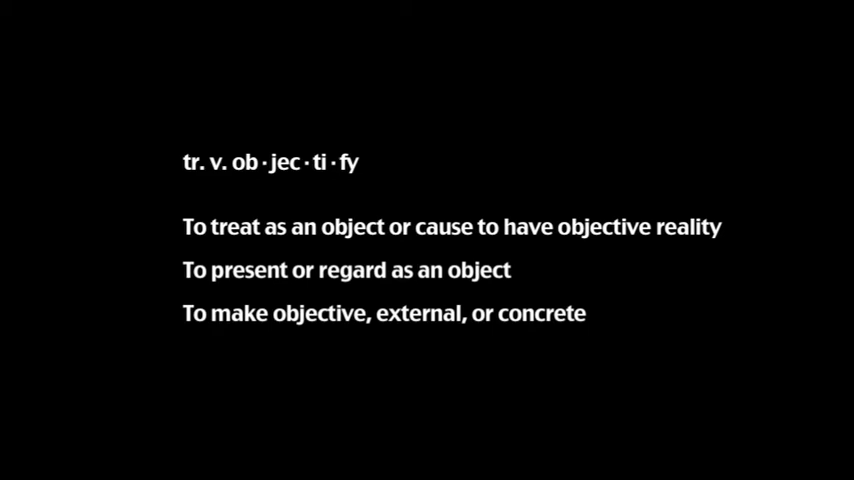 tr. v. ob·jec·ti·fy
To treat as an object or cause to have objective reality
To present or regard as an object
To make objective, external, or concrete